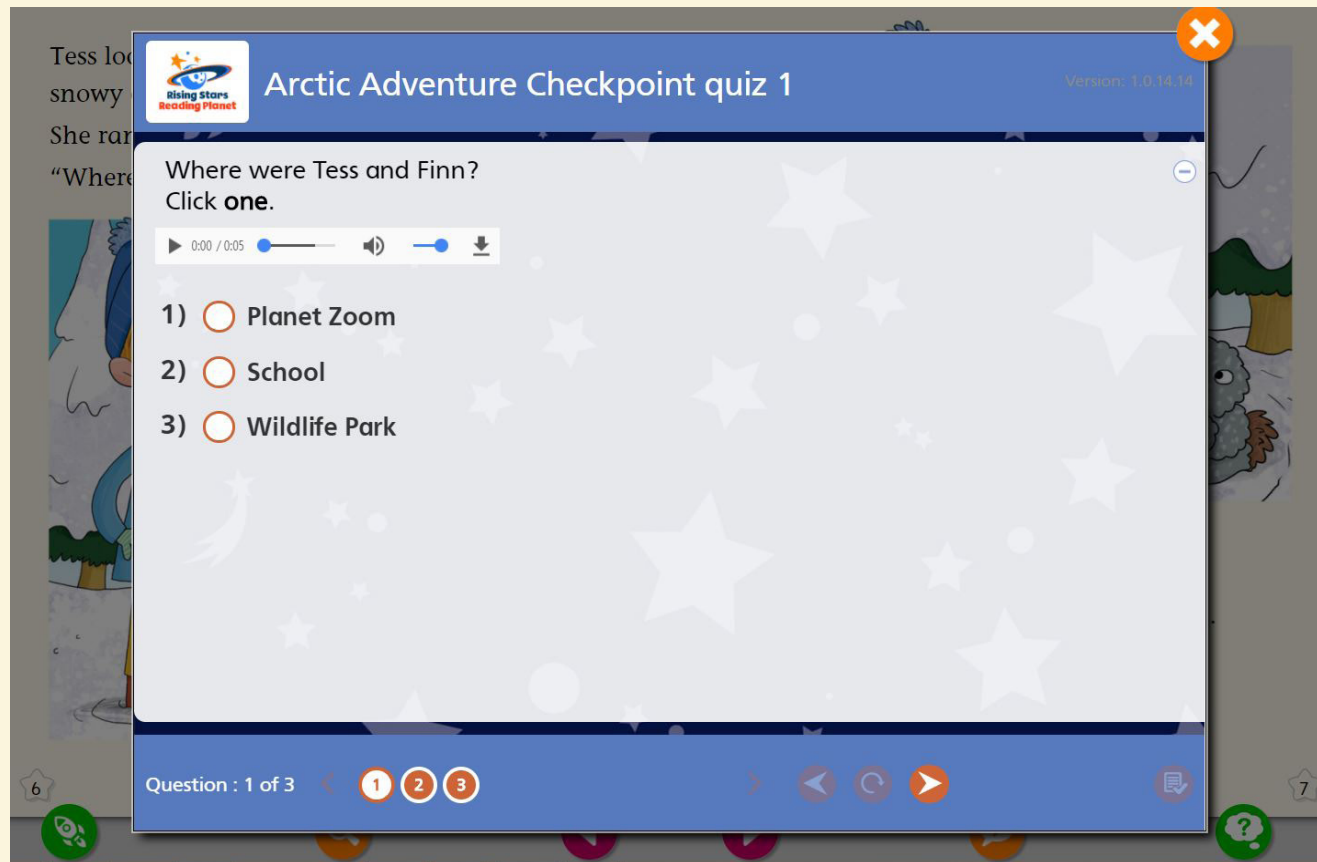 Tess
snowy
She
“Where
Rising Stars
Reading Planet
Arctic Adventure Checkpoint quiz 1
Version: 1.0.14.14
Where were Tess and Finn?
Click one.
0:00 / 0:05
1) Planet Zoom
2) School
3) Wildlife Park
Question : 1 of 3
1 2 3
6
7
?